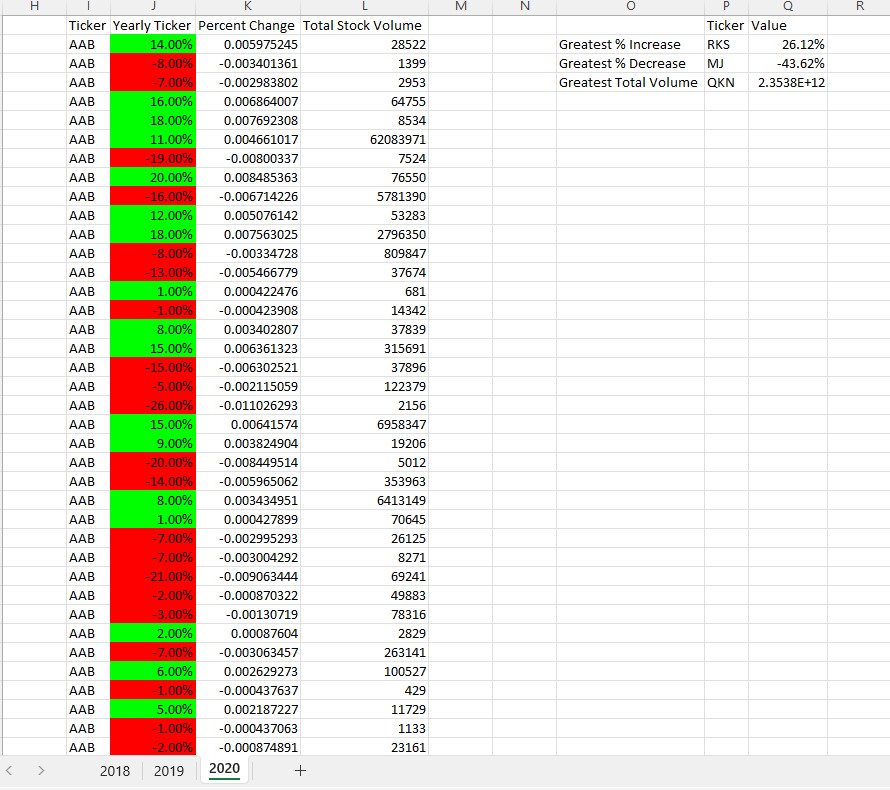 H I J K L M N O P Q R
Ticker Yearly Ticker Percent Change Total Stock Volume Ticker Value
AAB 14.00% 0.005975245 28522 Greatest % Increase RKS 26.12%
AAB -8.00% -0.003401361 1399 Greatest % Decrease MJ -43.62%
AAB -7.00% -0.002983802 2953 Greatest Total Volume QKN 2.3538E+12
AAB 16.00% 0.006864007 64755
AAB 18.00% 0.007692308 8534
AAB 11.00% 0.004661017 62083971
AAB -19.00% -0.00800337 7524
AAB 20.00% 0.008485363 76550
AAB -16.00% -0.006714226 5781390
AAB 12.00% 0.005076142 53283
AAB 18.00% 0.007563025 2796350
AAB -8.00% -0.00334728 809847
AAB -13.00% -0.005466779 37674
AAB 1.00% 0.000422476 681
AAB -1.00% -0.000423908 14342
AAB 8.00% 0.003402807 37839
AAB 15.00% 0.006361323 315691
AAB -15.00% -0.006302521 37896
AAB -5.00% -0.002115059 122379
AAB -26.00% -0.011026293 2156
AAB 15.00% 0.00641574 6958347
AAB 9.00% 0.003824904 19206
AAB -20.00% -0.008449514 5012
AAB -14.00% -0.005965062 353963
AAB 8.00% 0.003434951 6413149
AAB 1.00% 0.000427899 70645
AAB -7.00% -0.002995293 26125
AAB -7.00% -0.003004292 8271
AAB -21.00% -0.009063444 69241
AAB -2.00% -0.000870322 49883
AAB -3.00% -0.00130719 78316
AAB 2.00% 0.00087604 2829
AAB -7.00% -0.003063457 263141
AAB 6.00% 0.002629273 100527
AAB -1.00% -0.000437637 429
AAB 5.00% 0.002187227 11729
AAB -1.00% -0.000437063 1133
AAB -2.00% -0.000874891 23161
2018 2019 2020 +